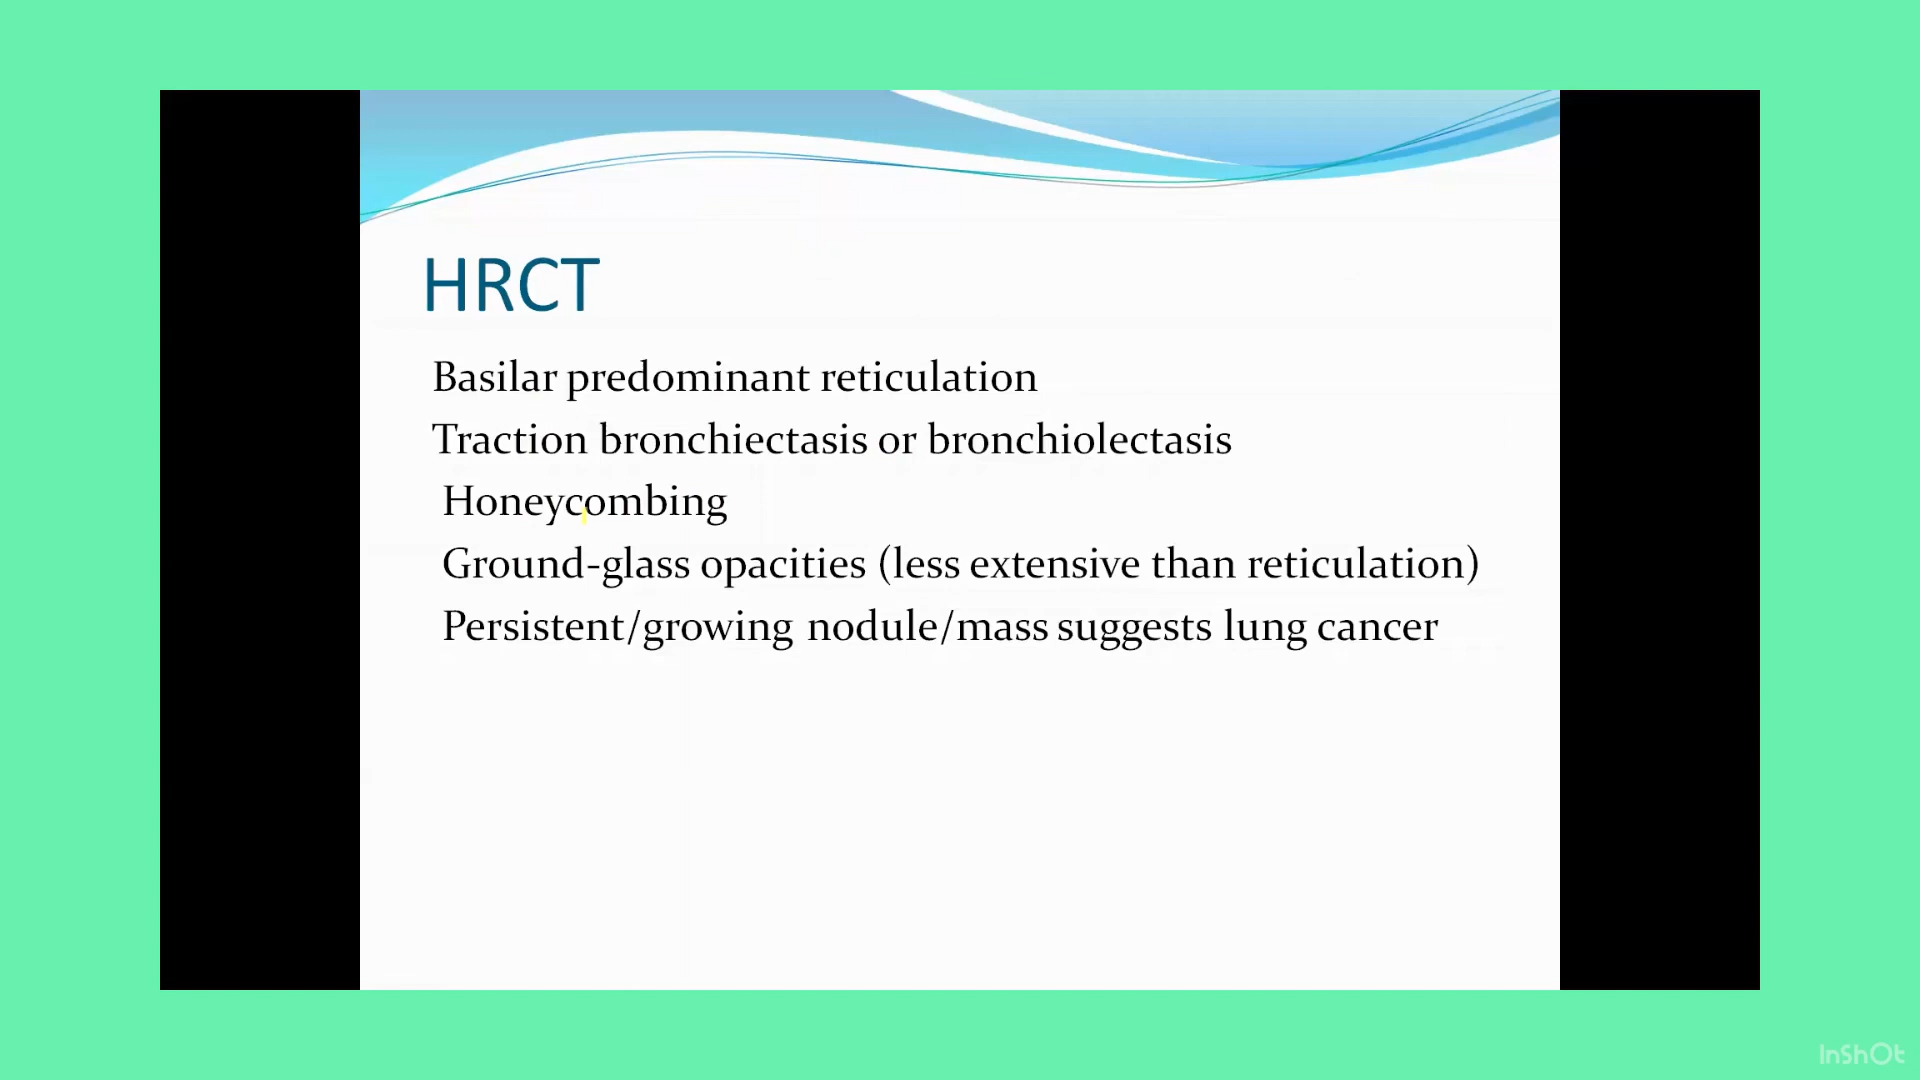 HRCT
Basilar predominant reticulation
Traction bronchiectasis or bronchiolectasis
Honeycombing
Ground-glass opacities (less extensive than reticulation)
Persistent/growing nodule/mass suggests lung cancer
InShOt